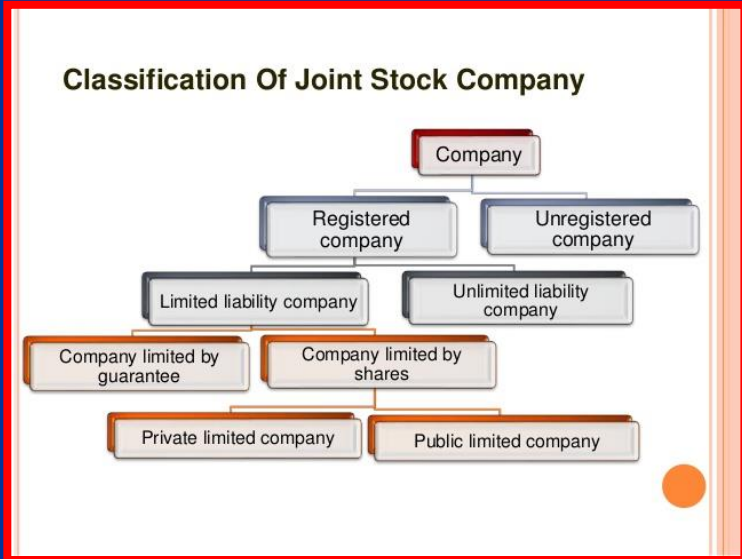 Classification Of Joint Stock Company
Company
Registered
company
Unregistered
company
Limited liability company
Unlimited liability
company
Company limited by
guarantee
Company limited by
shares
Private limited company
Public limited company